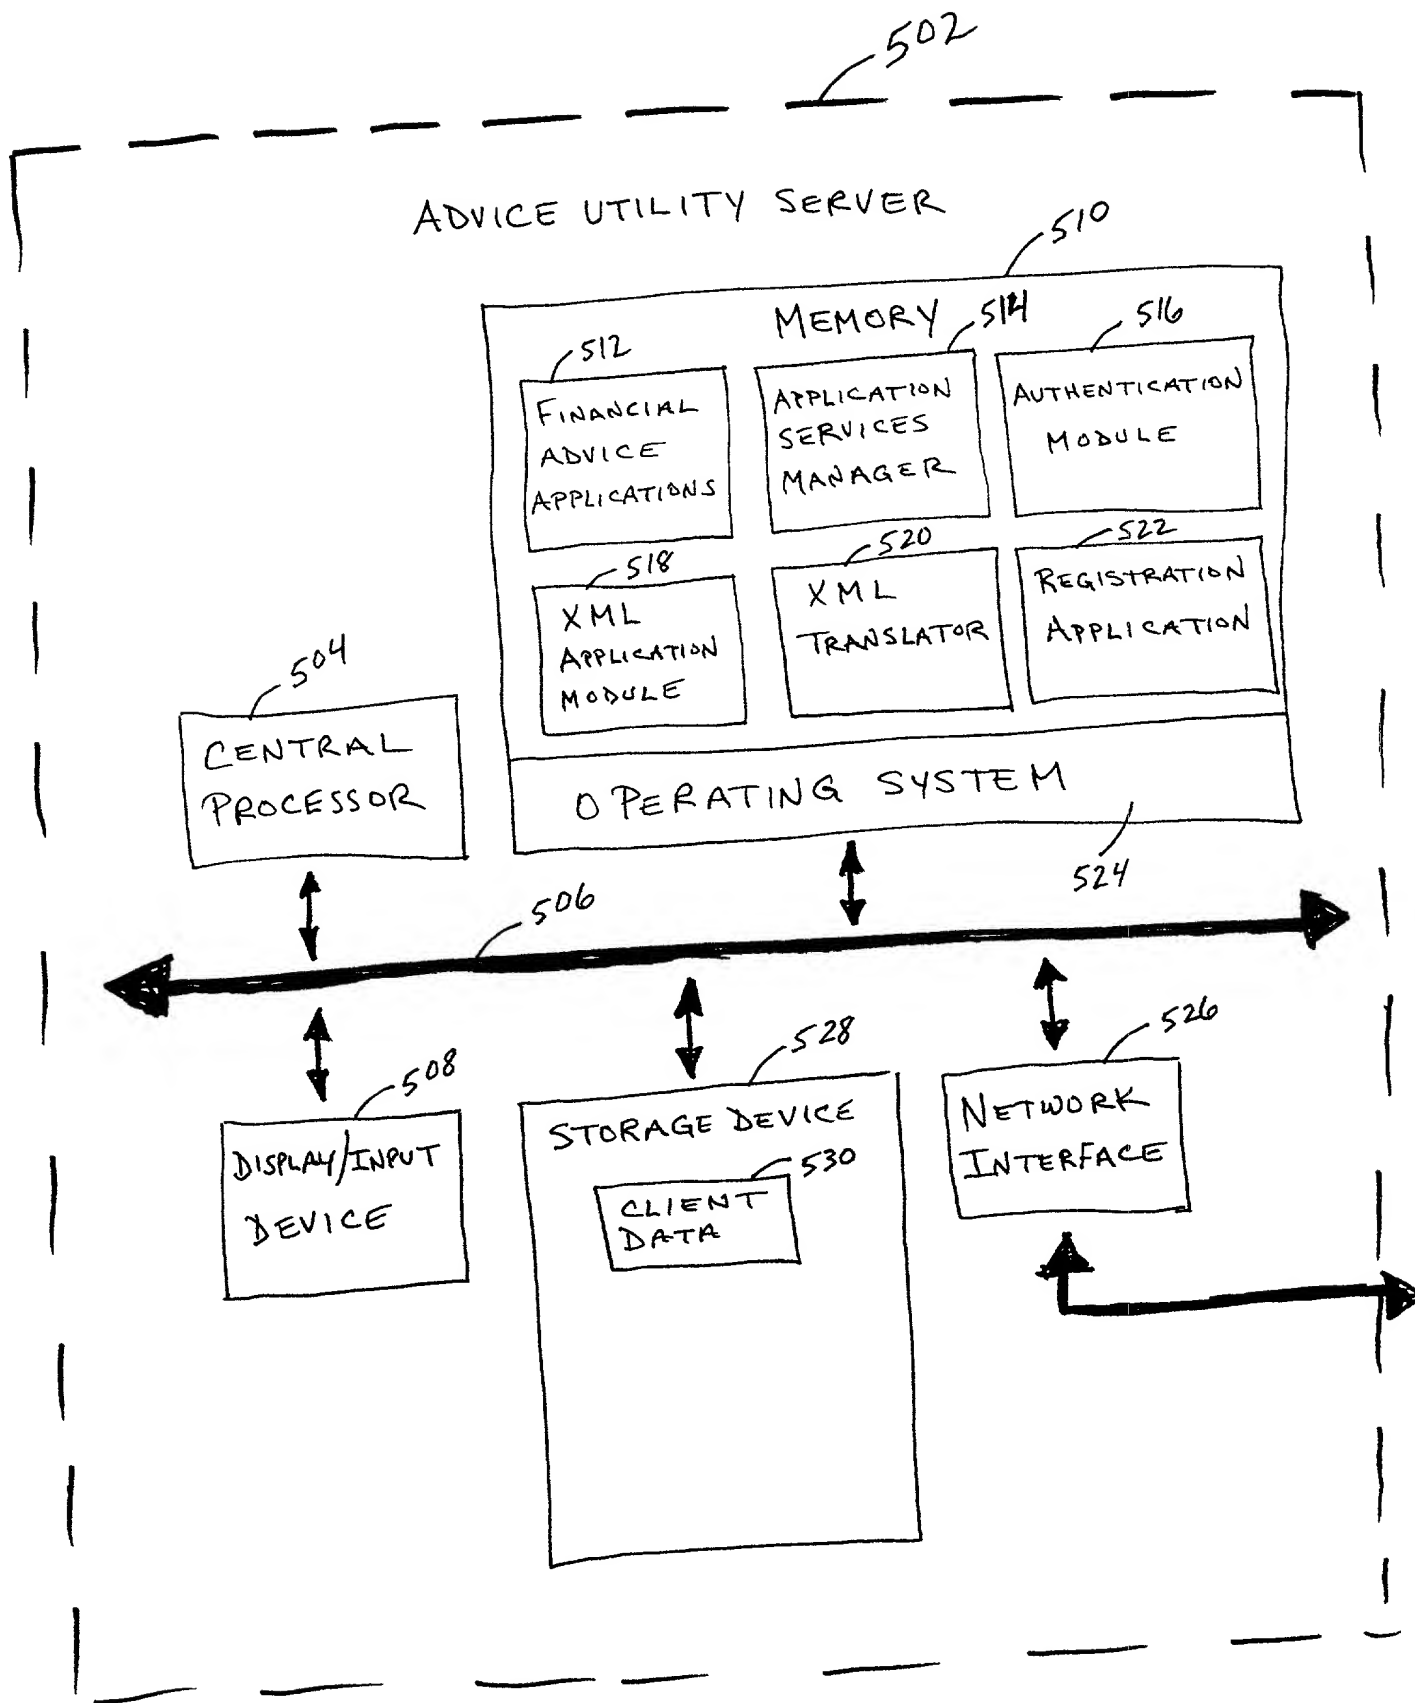 502
ADVICE UTILITY SERVER
510
MEMORY
512
514
516
FINANCIAL
ADVICE
APPLICATIONS
APPLICATION
SERVICES
MANAGER
AUTHENTICATION
MODULE
518
520
522
XML
APPLICATION
MODULE
XML
TRANSLATOR
REGISTRATION
APPLICATION
504
CENTRAL
PROCESSOR
OPERATING SYSTEM
524
506
508
528
526
DISPLAY/INPUT
DEVICE
STORAGE DEVICE
530
CLIENT
DATA
NETWORK
INTERFACE